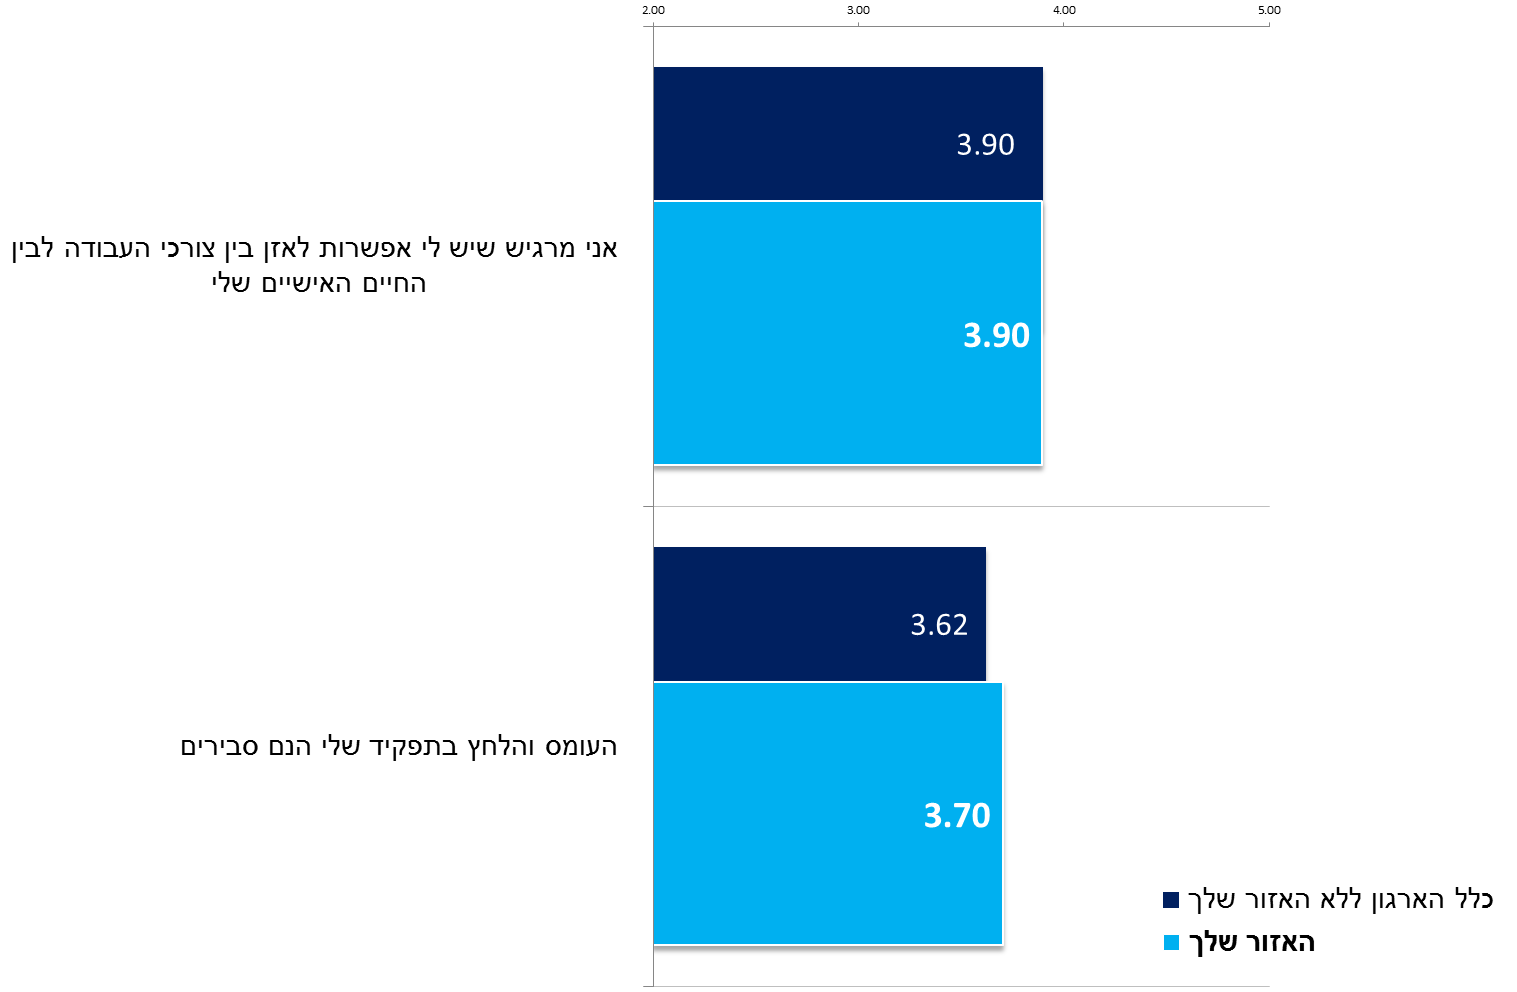 2.00 3.00 4.00 5.00
3.90
אני מרגיש שיש לי אפשרות לאזן בין צורכי העבודה לבין
החיים האישיים שלי
3.90
3.62
העומס והלחץ בתפקיד שלי הנם סבירים
3.70
כלל הארגון ללא האזור שלך
האזור שלך